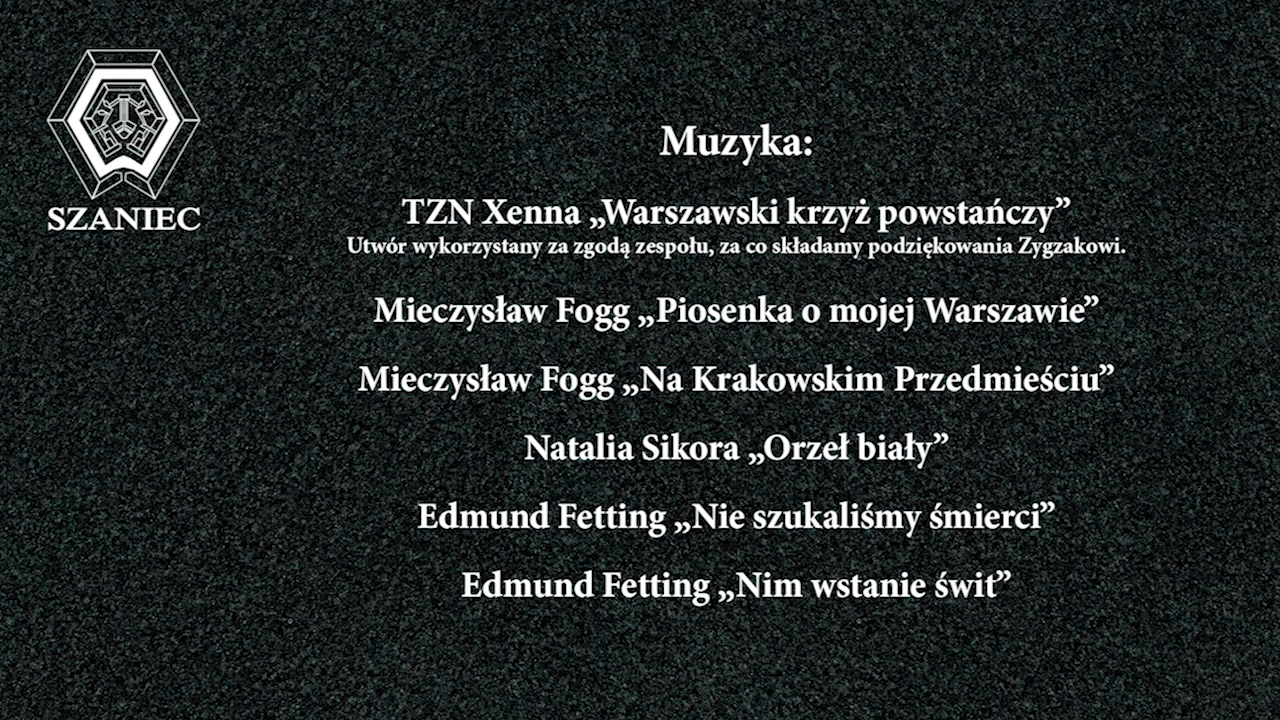 SZANIEC
Muzyka:
TZN Xenna „Warszawski krzyż powstańczy”
Utwór wykorzystany za zgodą zespołu, za co składamy podziękowania Zygzakowi.
Mieczysław Fogg „Piosenka o mojej Warszawie”
Mieczysław Fogg „Na Krakowskim Przedmieściu”
Natalia Sikora „Orzeł biały”
Edmund Fetting „Nie szukaliśmy śmierci”
Edmund Fetting „Nim wstanie świt”